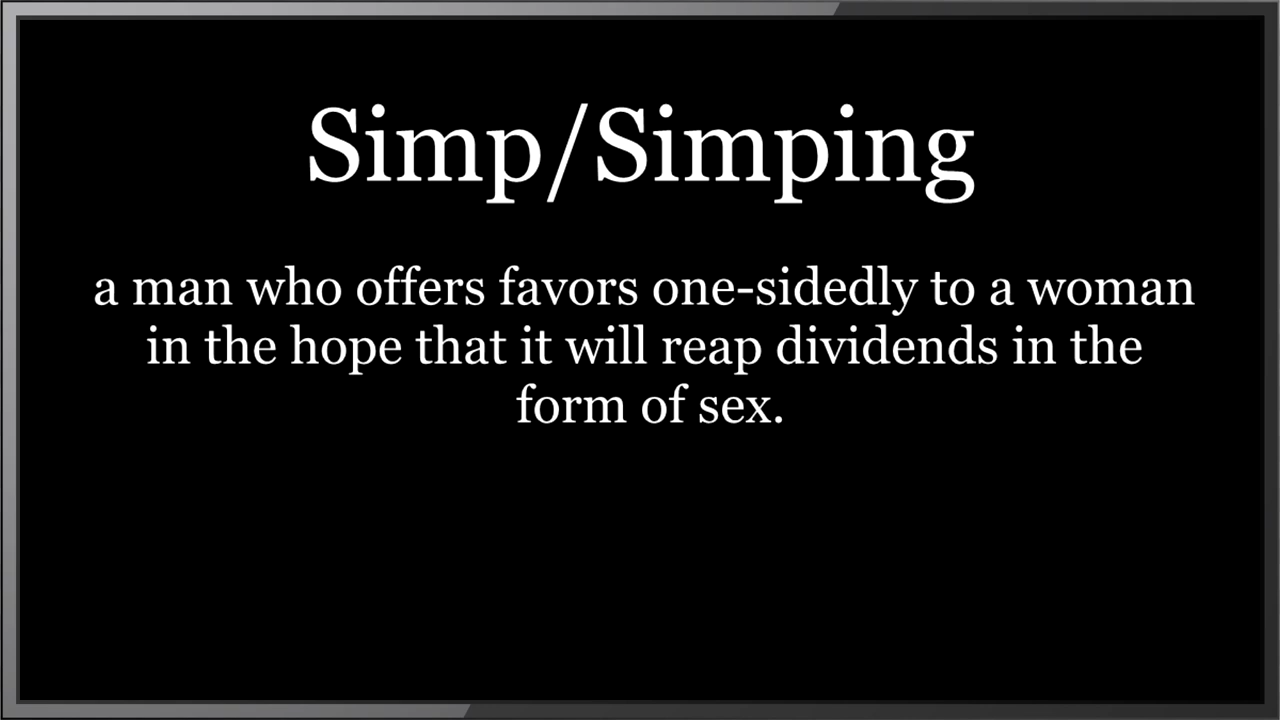 Simp/Simping
a man who offers favors one-sidedly to a woman
in the hope that it will reap dividends in the
form of sex.